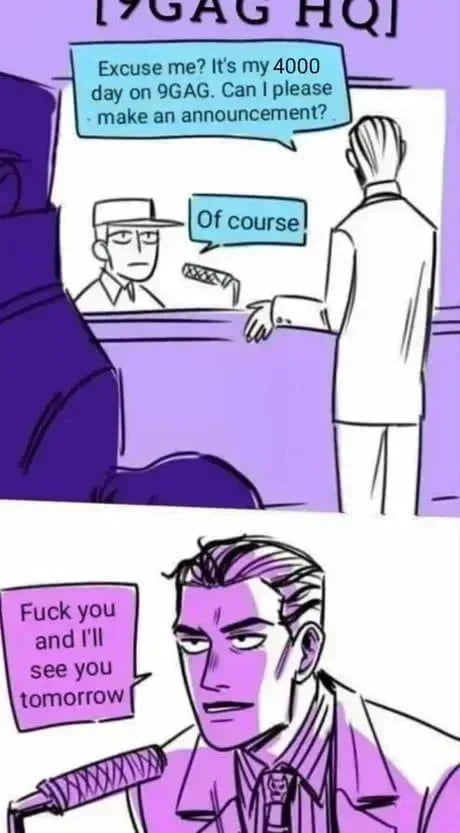 [9GAG HQ]
Excuse me? It's my 4000
day on 9GAG. Can I please
make an announcement?
Of course
Fuck you
and I'll
see you
tomorrow